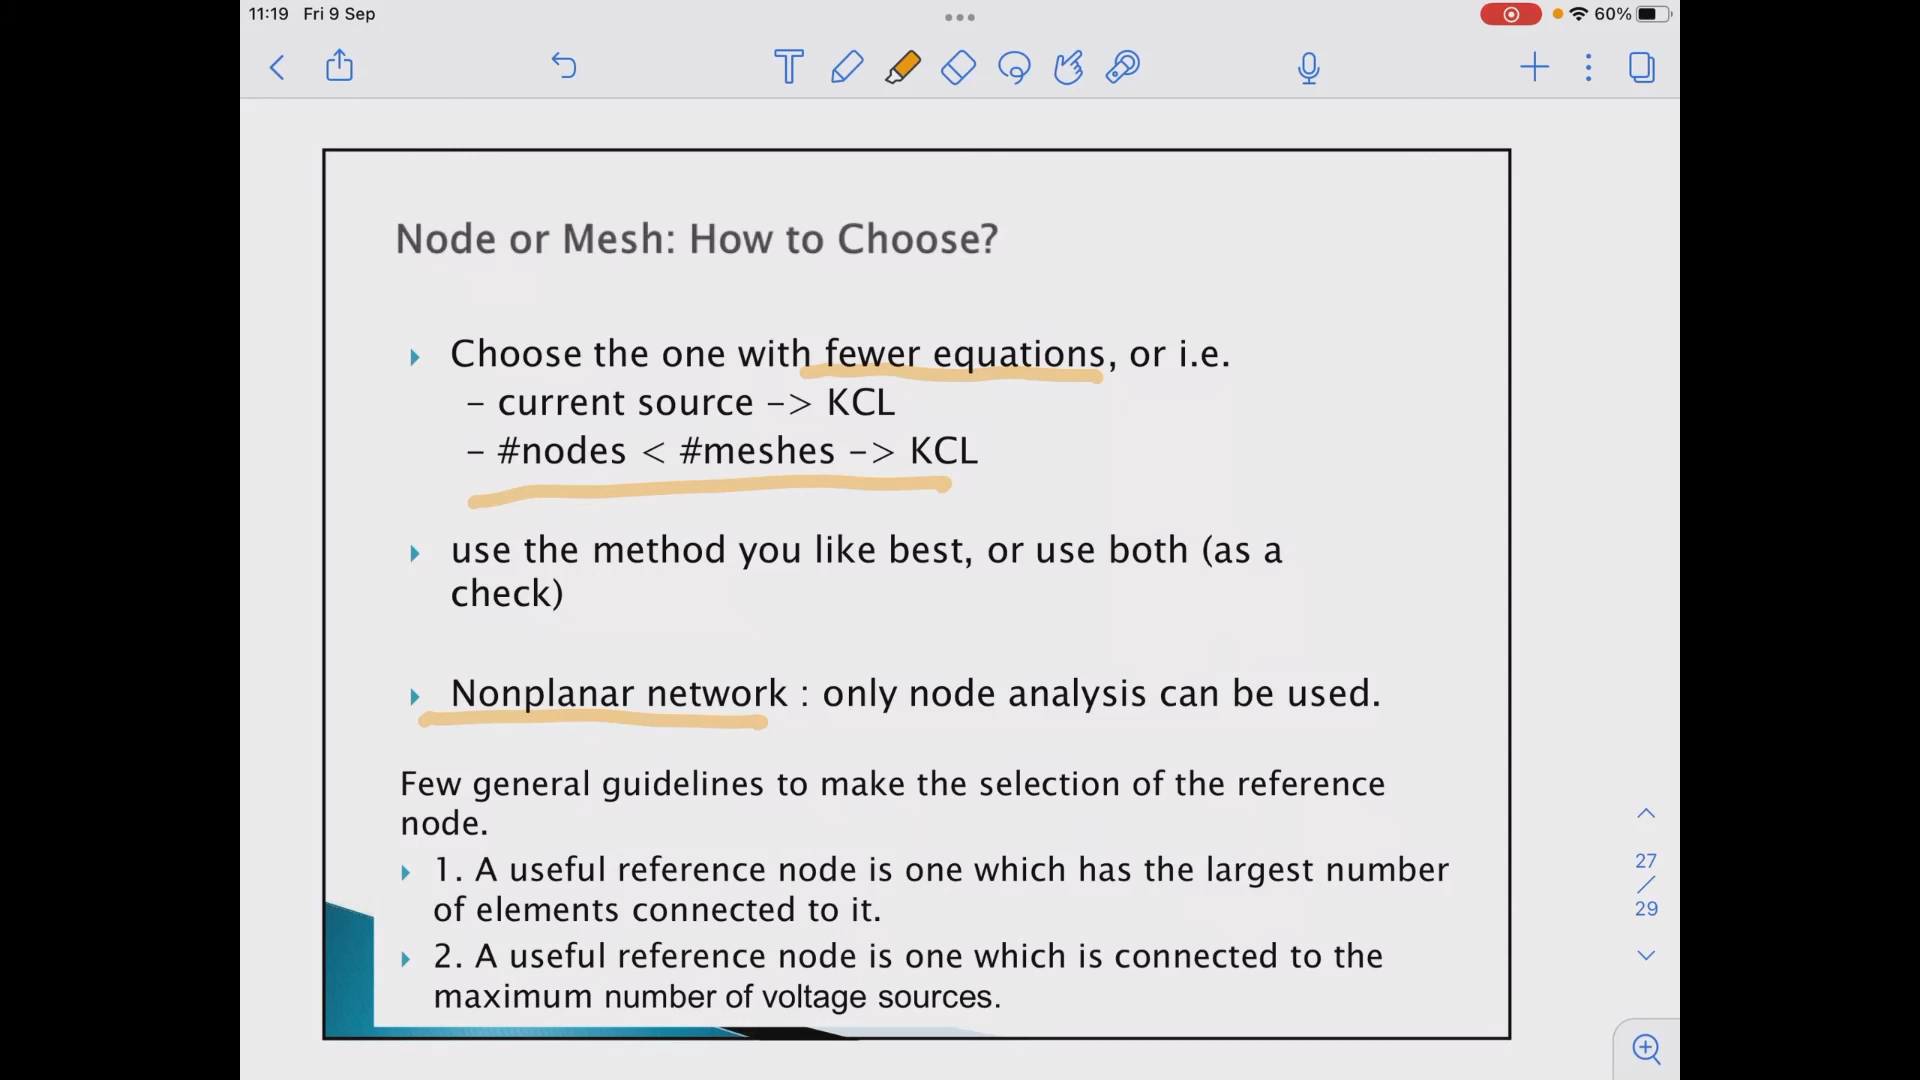 11:19 Fri 9 Sep
60%
Node or Mesh: How to Choose?
Choose the one with fewer equations, or i.e.
- current source -> KCL
- #nodes < #meshes -> KCL
use the method you like best, or use both (as a
check)
Nonplanar network : only node analysis can be used.
Few general guidelines to make the selection of the reference
node.
1. A useful reference node is one which has the largest number
of elements connected to it.
2. A useful reference node is one which is connected to the
maximum number of voltage sources.
27
/
29